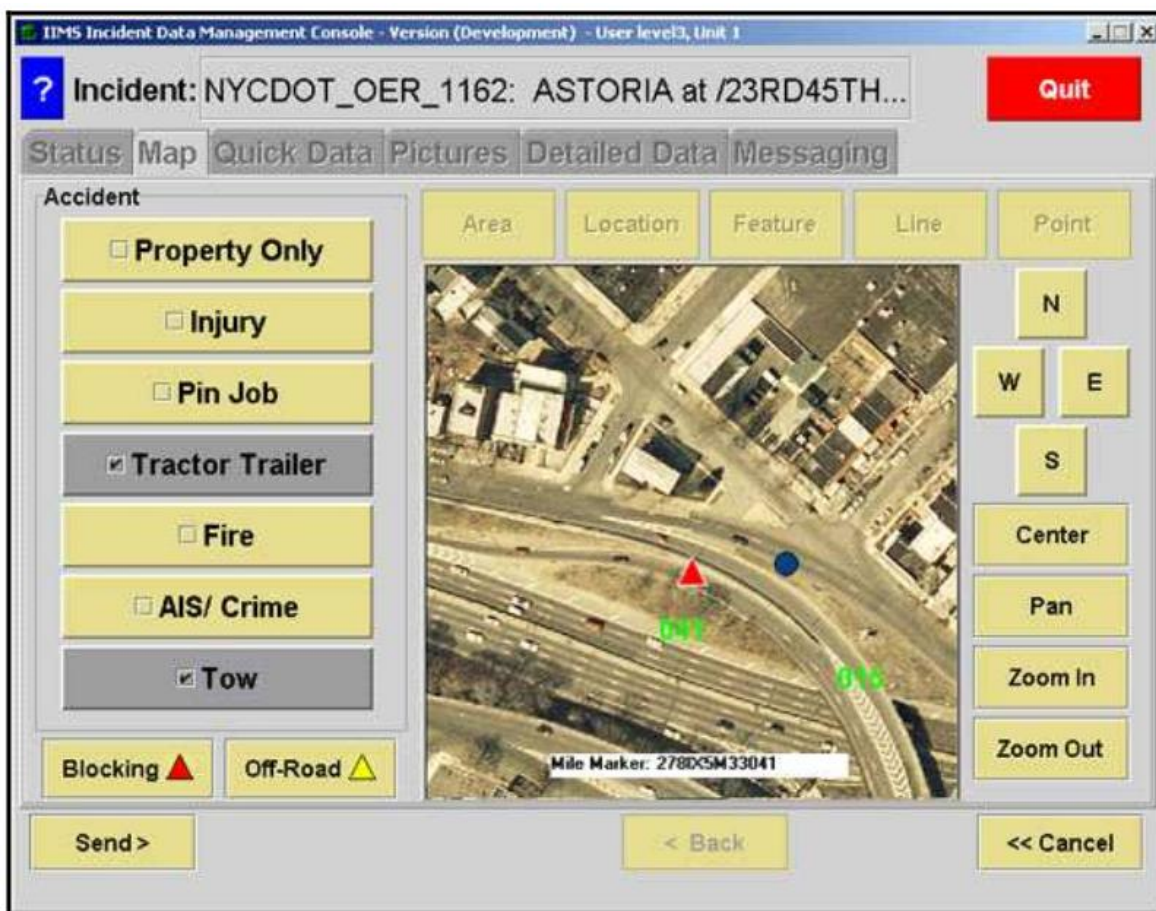 IIMS Incident Data Management Console - Version (Development) - User level3, Unit 1
? Incident: NYCDOT_OER_1162: ASTORIA at /23RD45TH...
Quit
Status Map Quick Data Pictures Detailed Data Messaging
Accident
Property Only
Injury
Pin Job
Tractor Trailer
Fire
AIS/ Crime
Tow
Blocking
Off-Road
Area Location Feature Line Point
N
W E
S
Center
Pan
Zoom In
Zoom Out
041
Mile Marker: 278IX5M33041
Send >
< Back
<< Cancel